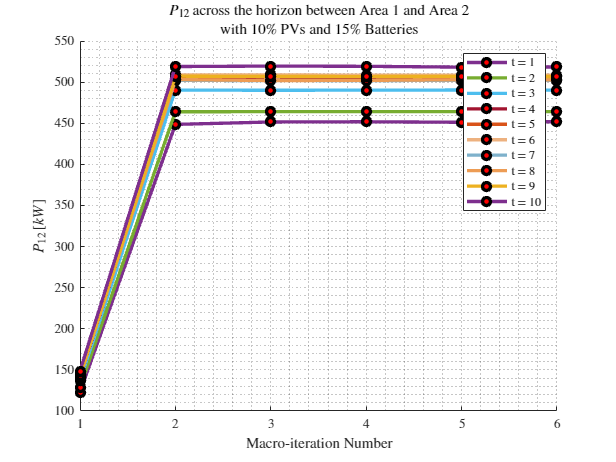 P12 across the horizon between Area 1 and Area 2
with 10% PVs and 15% Batteries
550
500
450
400
350
300
250
200
150
100
P12 [kW]
1 2 3 4 5 6
Macro-iteration Number
t = 1
t = 2
t = 3
t = 4
t = 5
t = 6
t = 7
t = 8
t = 9
t = 10